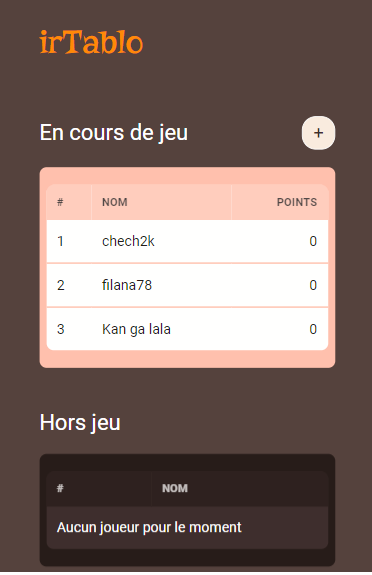 irTablo
En cours de jeu
+
# NOM POINTS
1 chech2k 0
2 filana78 0
3 Kan ga lala 0
Hors jeu
# NOM
Aucun joueur pour le moment